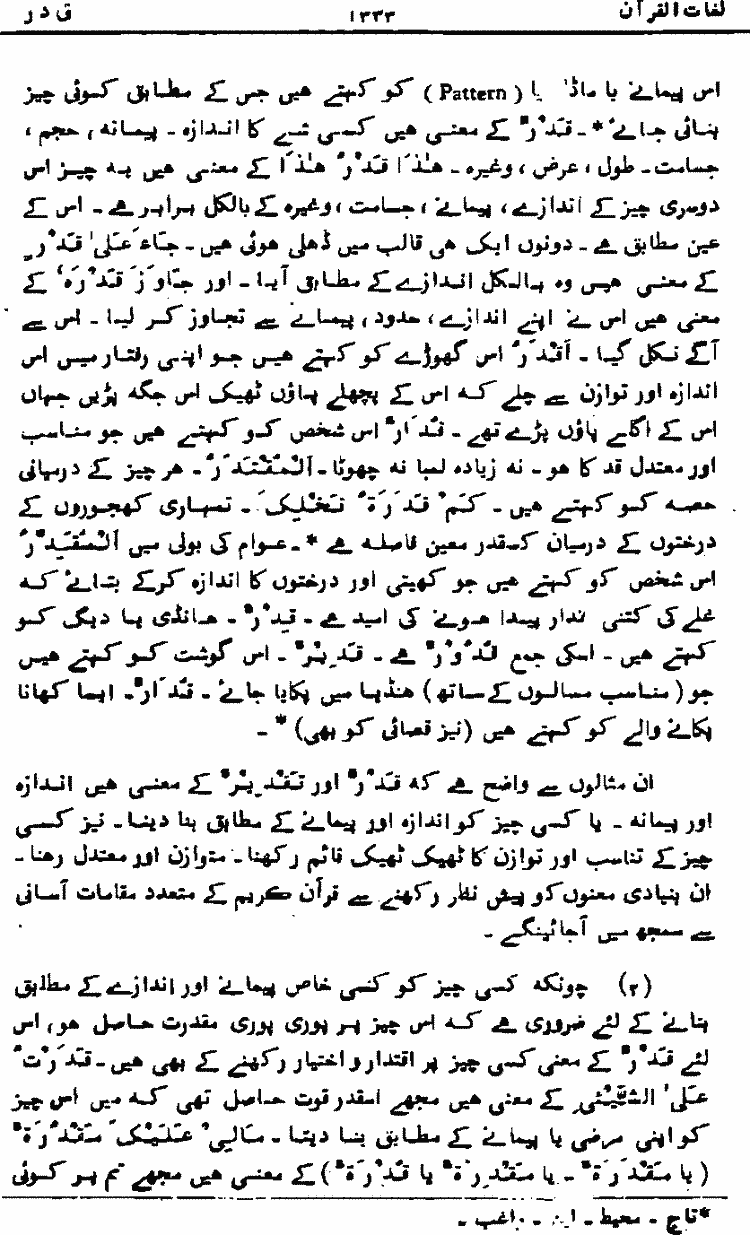 لغات القرآن ۱۳۳۳ ق د ر
اس پیمانے یا ماڈل یا (Pattern) کو کہتے ہیں جس کے مطابق کوئی چیز
بنائی جائے*۔ قَدْرٌ کے معنی ہیں کسی شے کا اندازہ۔ پیمانہ، حجم،
جسامت۔ طول، عرض، وغیرہ۔ ھٰذَا قَدْرُ ھٰذَا کے معنی ہیں یہ چیز اس
دوسری چیز کے اندازے، پیمانے، جسامت، وغیرہ کے بالکل برابر ہے۔ اس کے
عین مطابق ہے۔ دونوں ایک ہی قالب میں ڈھلی ہوئی ہیں۔ جَاءَ عَلٰی قَدْرٍ
کے معنی ہیں وہ بالکل اندازے کے مطابق آیا۔ اور جَاوَزَ قَدْرَہٗ کے
معنی ہیں اس نے اپنے اندازے، حدود، پیمانے سے تجاوز کر لیا۔ اس سے
آگے نکل گیا۔ اَقْدَرُ اس گھوڑے کو کہتے ہیں جو اپنی رفتار میں اس
اندازہ اور توازن سے چلے کہ اس کے پچھلے پاؤں ٹھیک اس جگہ پڑیں جہاں
اس کے اگلے پاؤں پڑے تھے۔ قُدَارٌ اس شخص کو کہتے ہیں جو مناسب
اور معتدل قد کا ہو۔ نہ زیادہ لمبا نہ چھوٹا۔ اَلْمُقْتَدَرُ۔ ہر چیز کے درمیانی
حصہ کو کہتے ہیں۔ کَمْ قَدَرَۃُ نَخْلِکَ۔ تمہاری کھجوروں کے
درختوں کے درمیان کسقدر معین فاصلہ ہے*۔ عوام کی بولی میں اَلْمُقَدِّرُ
اس شخص کو کہتے ہیں جو کھیتی اور درختوں کا اندازہ کرکے بتائے کہ
غلے کی کتنی مقدار پیدا ہونے کی امید ہے۔ قِدْرٌ۔ ہانڈی یا دیگ کو
کہتے ہیں۔ اسکی جمع قُدُوْرٌ ہے۔ قَدِیْرٌ۔ اس گوشت کو کہتے ہیں
جو (مناسب مسالوں کے ساتھ) ہنڈیا میں پکایا جائے۔ قُدَارٌ۔ ایسا کھانا
پکانے والے کو کہتے ہیں (نیز قصائی کو بھی)*۔
ان مثالوں سے واضح ہے کہ قَدْرٌ اور تَقْدِیْرٌ کے معنی ہیں اندازہ
اور پیمانہ۔ یا کسی چیز کو اندازہ اور پیمانے کے مطابق بنا دینا۔ نیز کسی
چیز کے تناسب اور توازن کا ٹھیک ٹھیک قائم رکھنا۔ متوازن اور معتدل رھنا۔
ان بنیادی معنوں کو پیش نظر رکھنے سے قرآن کریم کے متعدد مقامات آسانی
سے سمجھ میں آجائینگے۔
(۲) چونکہ کسی چیز کو کسی خاص پیمانے اور اندازے کے مطابق
بنانے کے لئے ضروری ہے کہ اس چیز پر پوری پوری مقدرت حاصل ہو، اس
لئے قَدْرٌ کے معنی کسی چیز پر اقتدار و اختیار رکھنے کے بھی ہیں۔ قَدَرْتُ
عَلَی الشَّیْئِی کے معنی ہیں مجھے اسقدر قوت حاصل تھی کہ میں اس چیز
کو اپنی مرضی یا پیمانے کے مطابق بنا دیتا۔ مَالِیْ عَلَیْکَ مَقْدُرَۃٌ
(یا مَقْدَرَۃٌ۔ یا مَقْدِرَۃٌ یا قُدْرَۃٌ) کے معنی ہیں مجھے تم پر کوئی
*تاج۔ محیط۔ ابن۔ راغب۔